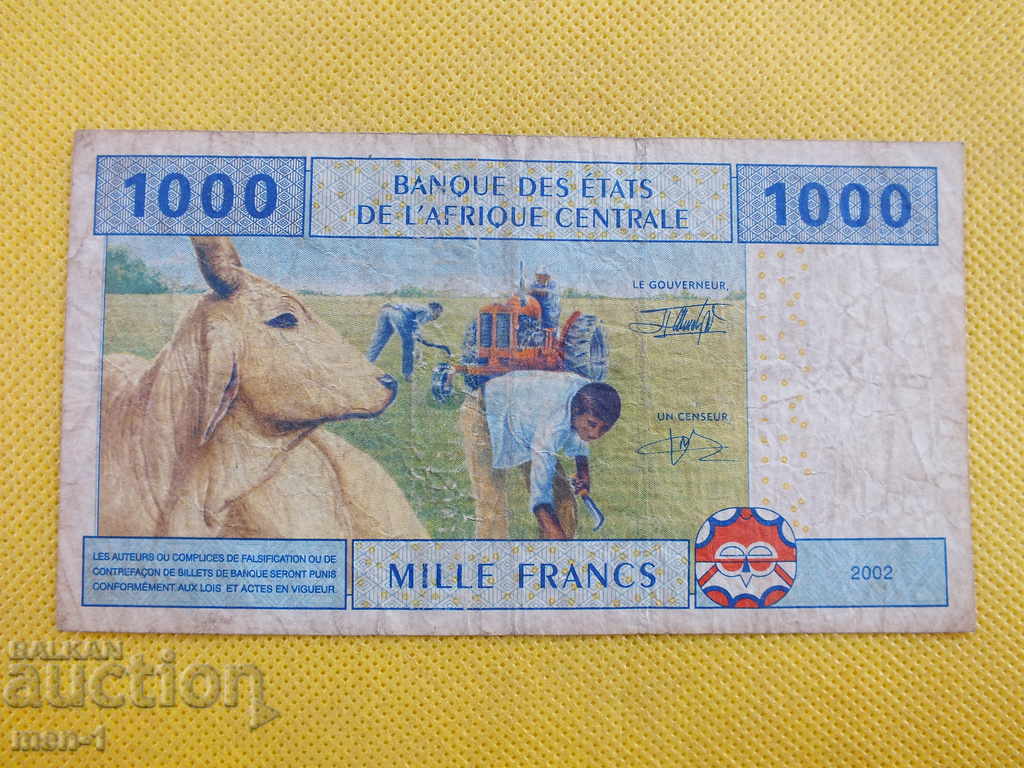 1000
BANQUE DES ÉTATS
DE L'AFRIQUE CENTRALE
1000
LE GOUVERNEUR,
UN CENSEUR,
LES AUTEURS OU COMPLICES DE FALSIFICATION OU DE
CONTREFAÇON DE BILLETS DE BANQUE SERONT PUNIS
CONFORMÉMENT AUX LOIS ET ACTES EN VIGUEUR.
MILLE FRANCS
2002
BALKAN
auction
men-1